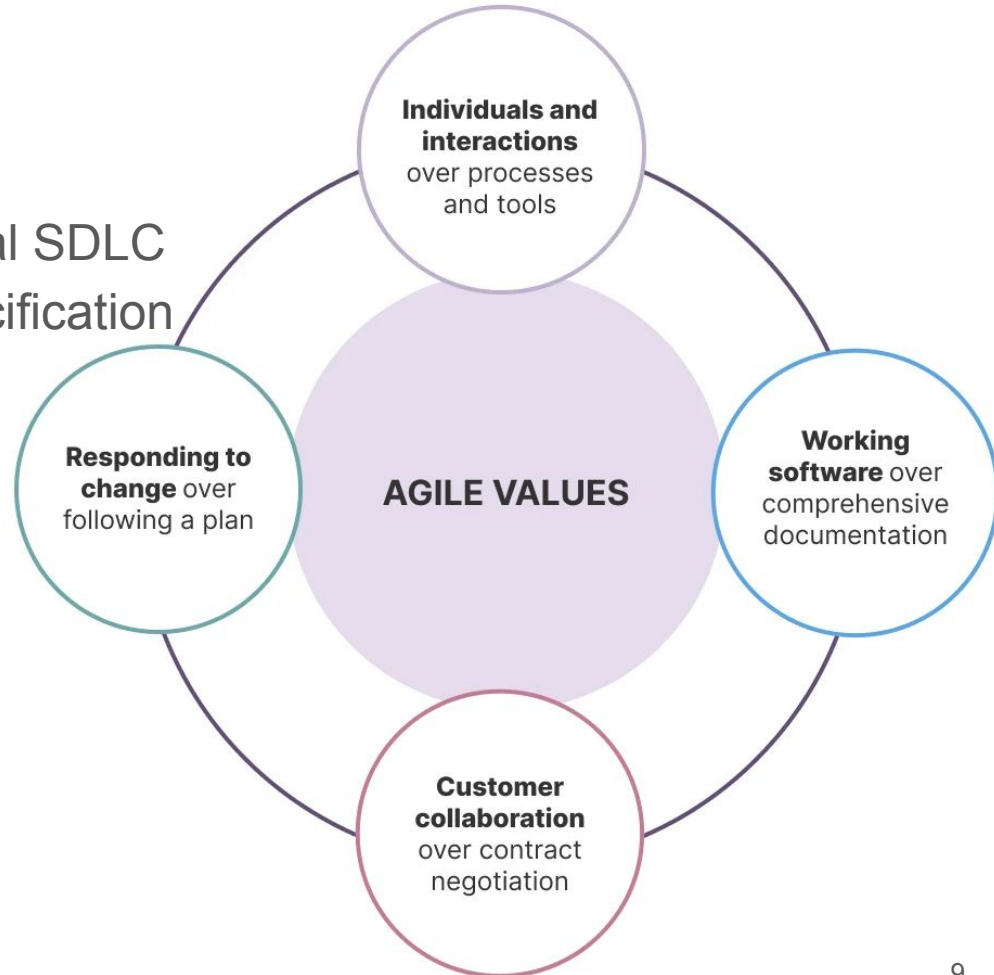 Individuals and
interactions
over processes
and tools
al SDLC
cification
Responding to
change over
following a plan
AGILE VALUES
Working
software over
comprehensive
documentation
Customer
collaboration
over contract
negotiation
9